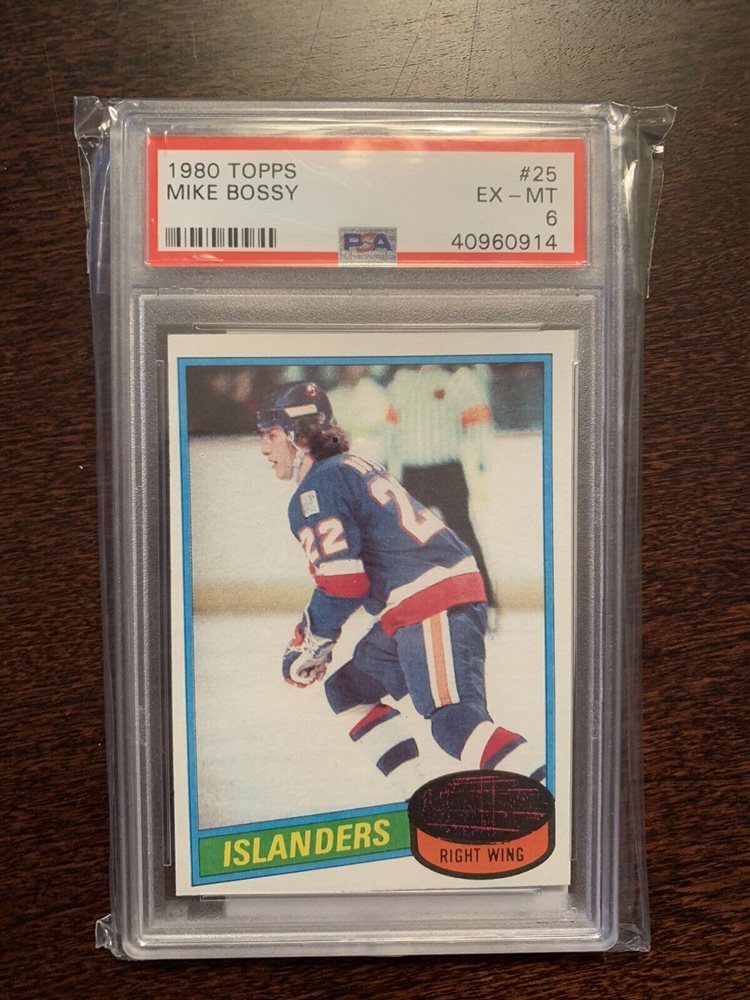 1980 TOPPS #25
MIKE BOSSY EX - MT
6
PSA 40960914
22
22
ISLANDERS
RIGHT WING